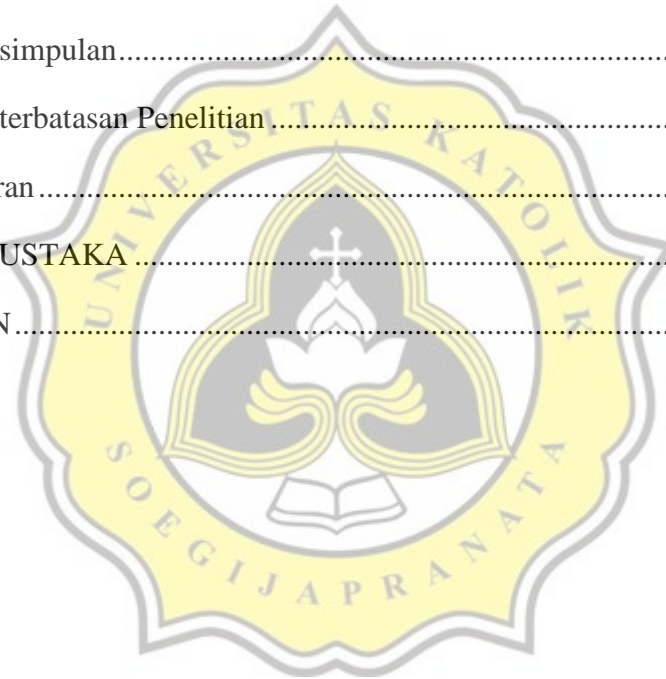 simpulan
terbatasan Penelitian
ran
USTAKA
N
UNIVERSITAS KATOLIK
SOEGIJAPRANATA